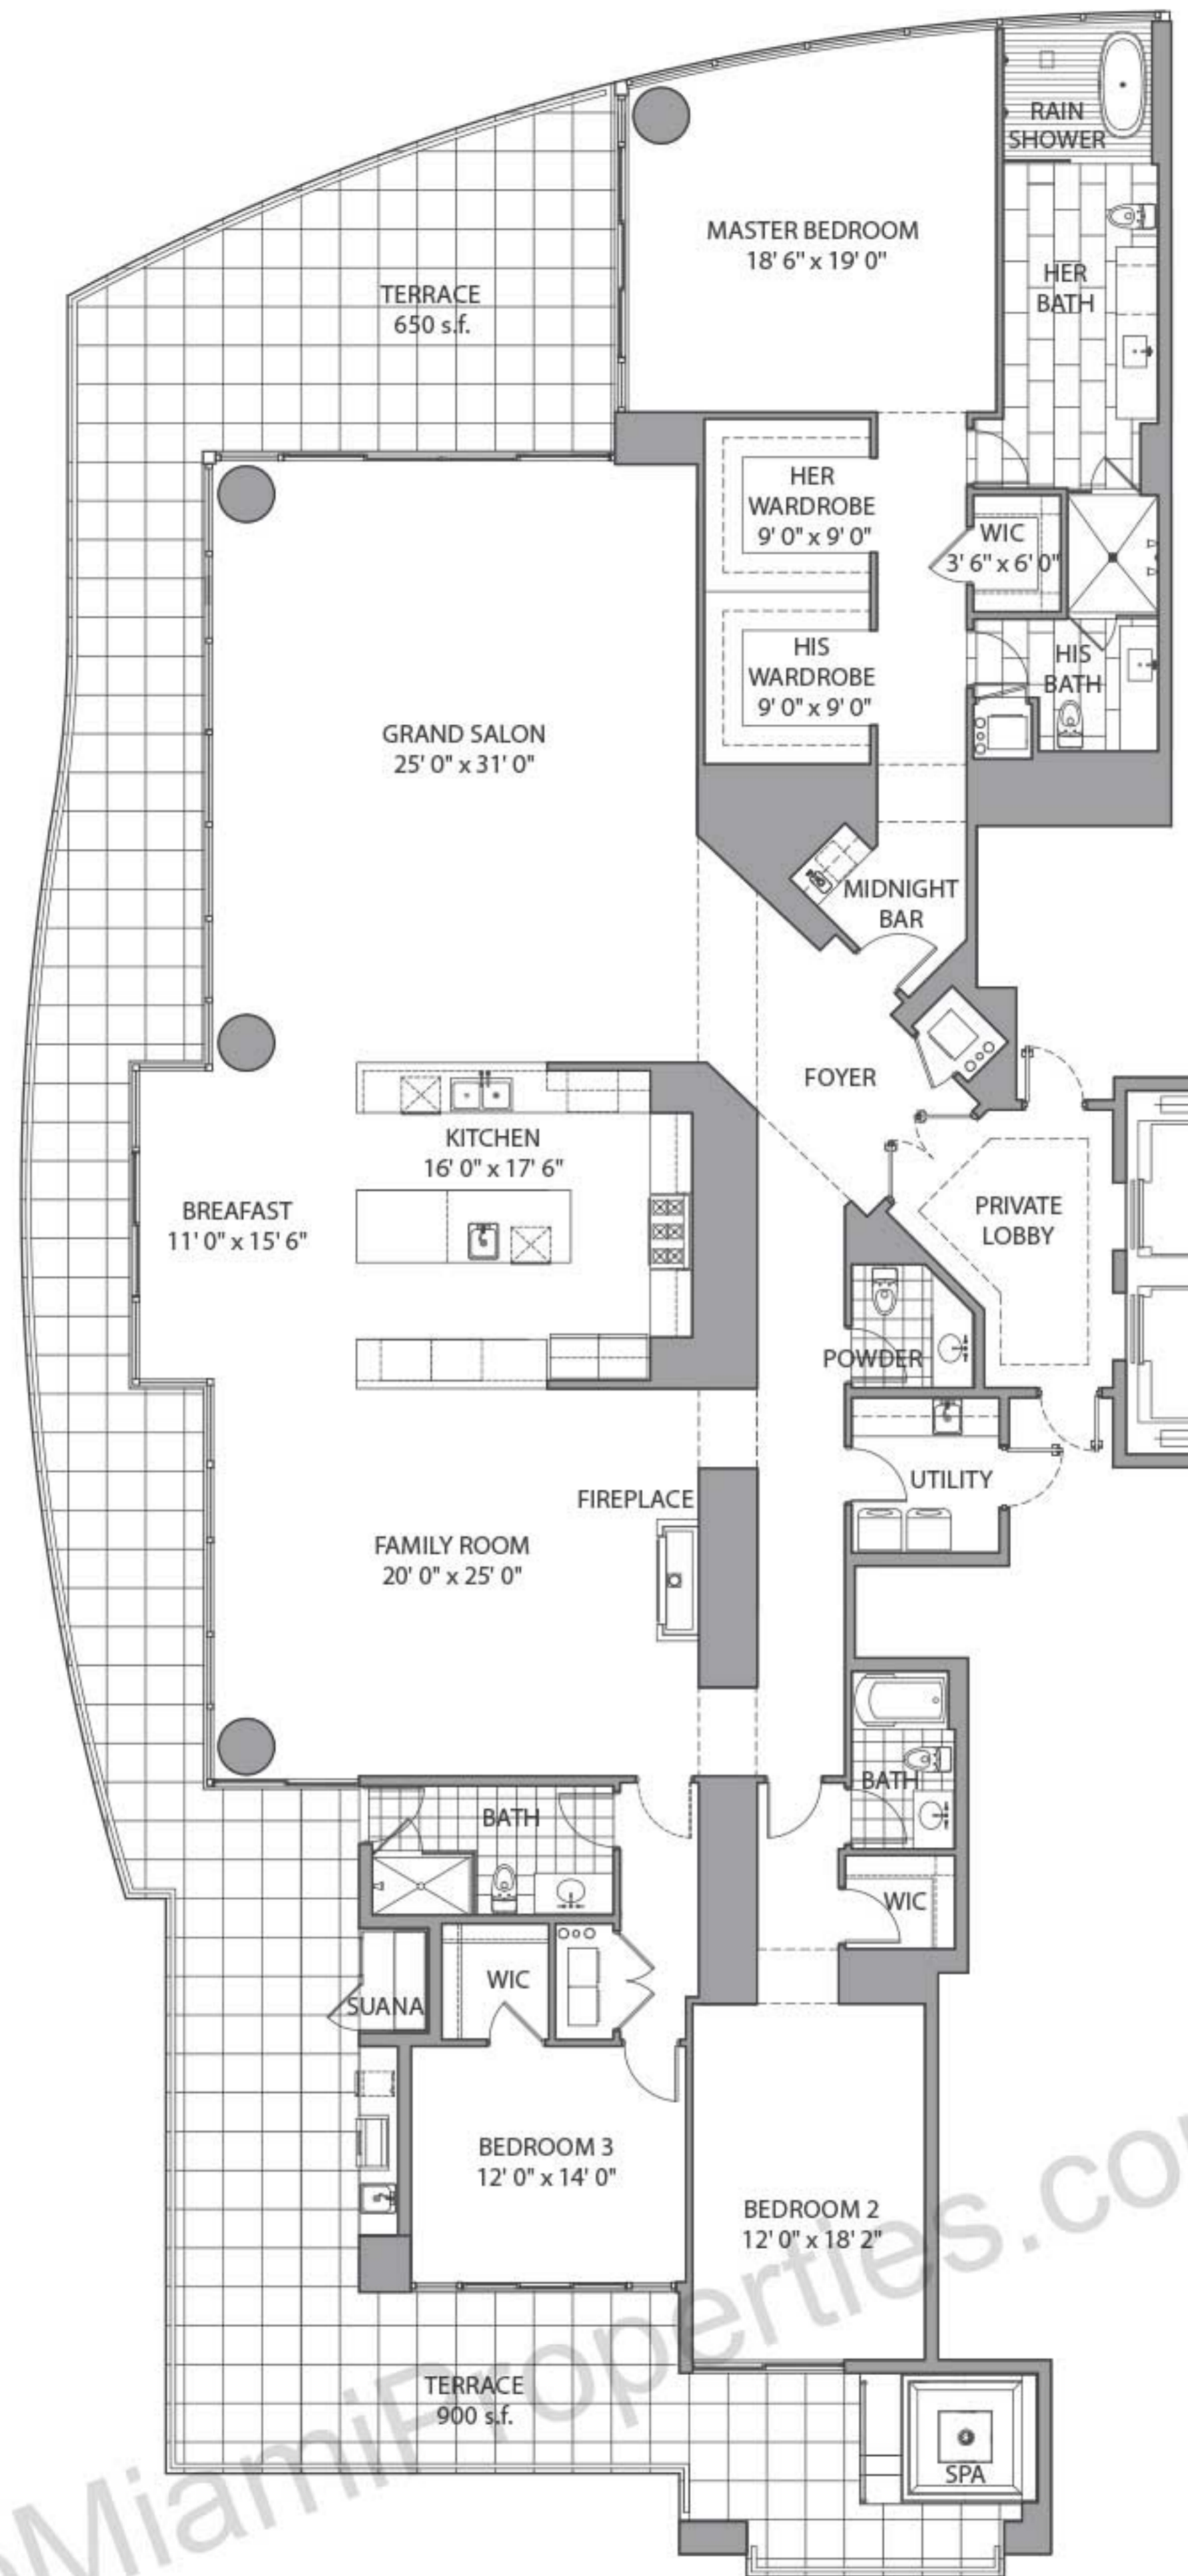 RAIN
SHOWER
MASTER BEDROOM
18' 6" x 19' 0"
HER
BATH
TERRACE
650 s.f.
HER
WARDROBE
9' 0" x 9' 0"
WIC
3' 6" x 6' 0"
HIS
WARDROBE
9' 0" x 9' 0"
HIS
BATH
GRAND SALON
25' 0" x 31' 0"
MIDNIGHT
BAR
FOYER
KITCHEN
16' 0" x 17' 6"
BREAFAST
11' 0" x 15' 6"
PRIVATE
LOBBY
POWDER
UTILITY
FIREPLACE
FAMILY ROOM
20' 0" x 25' 0"
BATH
BATH
WIC
WIC
SUANA
BEDROOM 3
12' 0" x 14' 0"
BEDROOM 2
12' 0" x 18' 2"
TERRACE
900 s.f.
SPA
MiamiProperties.co